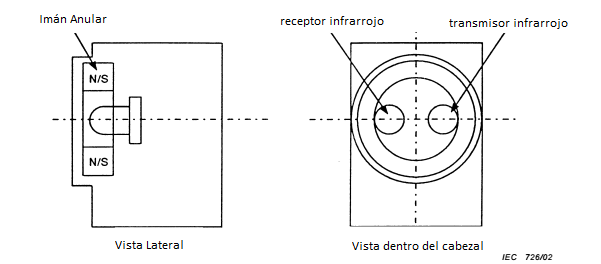 Imán Anular
receptor infrarrojo
transmisor infrarrojo
N/S
N/S
Vista Lateral
Vista dentro del cabezal
IEC 726/02